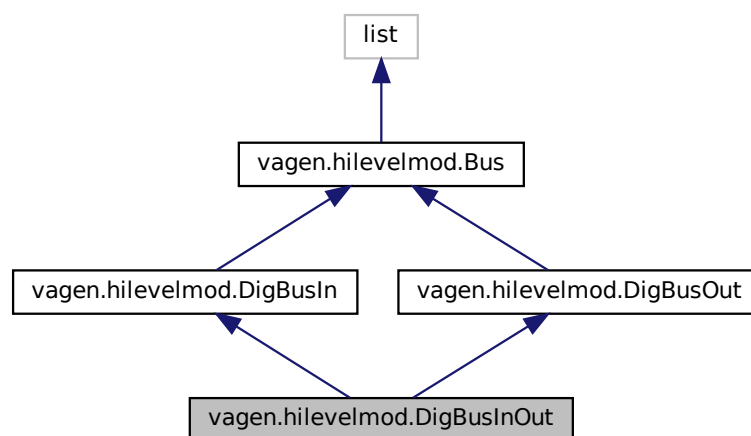 list
vagen.hilevelmod.Bus
vagen.hilevelmod.DigBusIn
vagen.hilevelmod.DigBusOut
vagen.hilevelmod.DigBusInOut